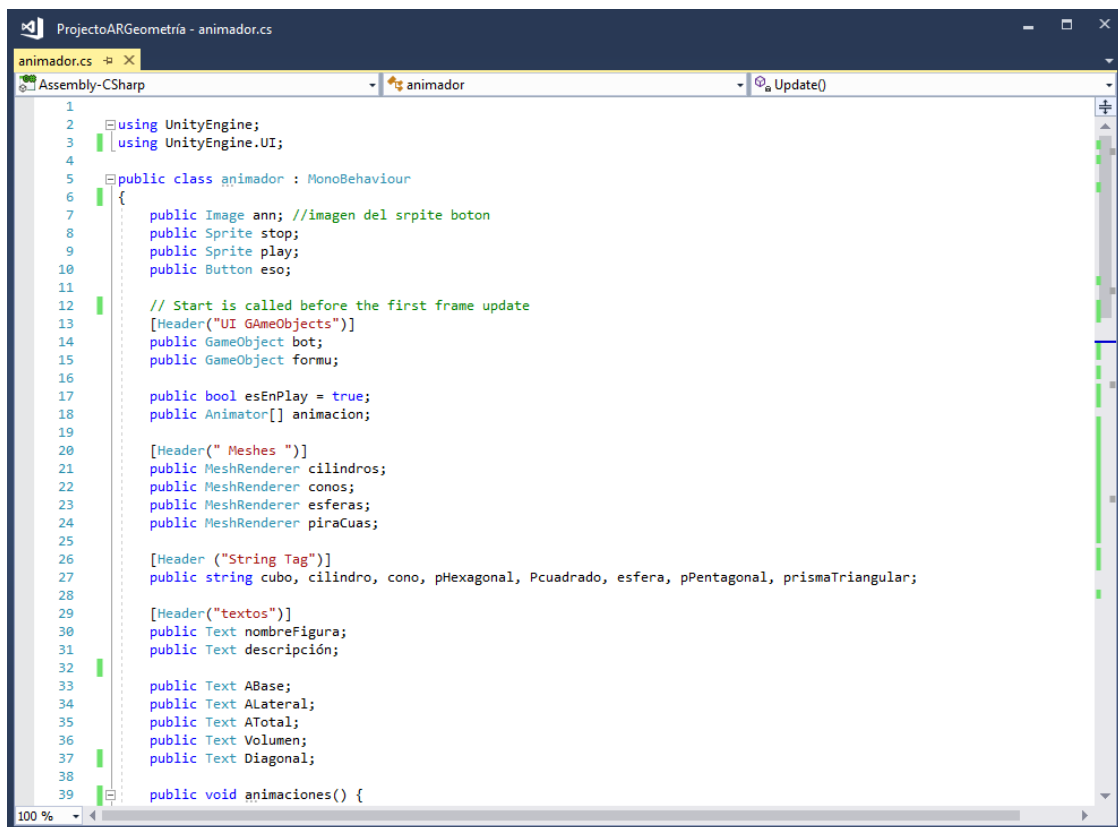 ProjectoARGeometría - animador.cs
animador.cs
Assembly-CSharp animador Update()
1
2 using UnityEngine;
3 using UnityEngine.UI;
4
5 public class animador : MonoBehaviour
6 {
7 public Image ann; //imagen del srpite boton
8 public Sprite stop;
9 public Sprite play;
10 public Button eso;
11
12 // Start is called before the first frame update
13 [Header("UI GAmeObjects")]
14 public GameObject bot;
15 public GameObject formu;
16
17 public bool esEnPlay = true;
18 public Animator[] animacion;
19
20 [Header(" Meshes ")]
21 public MeshRenderer cilindros;
22 public MeshRenderer conos;
23 public MeshRenderer esferas;
24 public MeshRenderer piraCuas;
25
26 [Header ("String Tag")]
27 public string cubo, cilindro, cono, pHexagonal, Pcuadrado, esfera, pPentagonal, prismaTriangular;
28
29 [Header("textos")]
30 public Text nombreFigura;
31 public Text descripción;
32
33 public Text ABase;
34 public Text ALateral;
35 public Text ATotal;
36 public Text Volumen;
37 public Text Diagonal;
38
39 public void animaciones() {
100 %